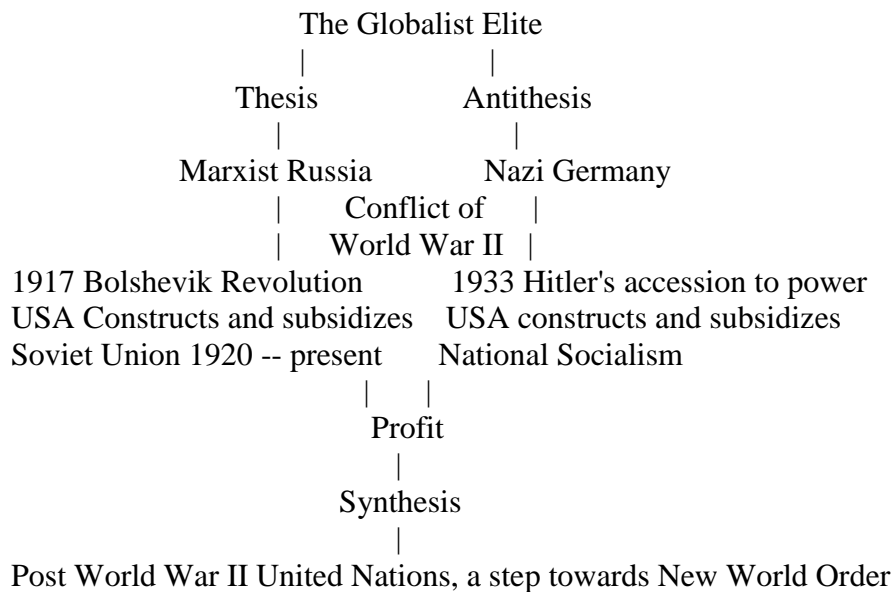 The Globalist Elite
| |
Thesis Antithesis
| |
Marxist Russia Nazi Germany
| Conflict of |
| World War II |
1917 Bolshevik Revolution 1933 Hitler's accession to power
USA Constructs and subsidizes USA constructs and subsidizes
Soviet Union 1920 -- present National Socialism
| |
Profit
|
Synthesis
|
Post World War II United Nations, a step towards New World Order